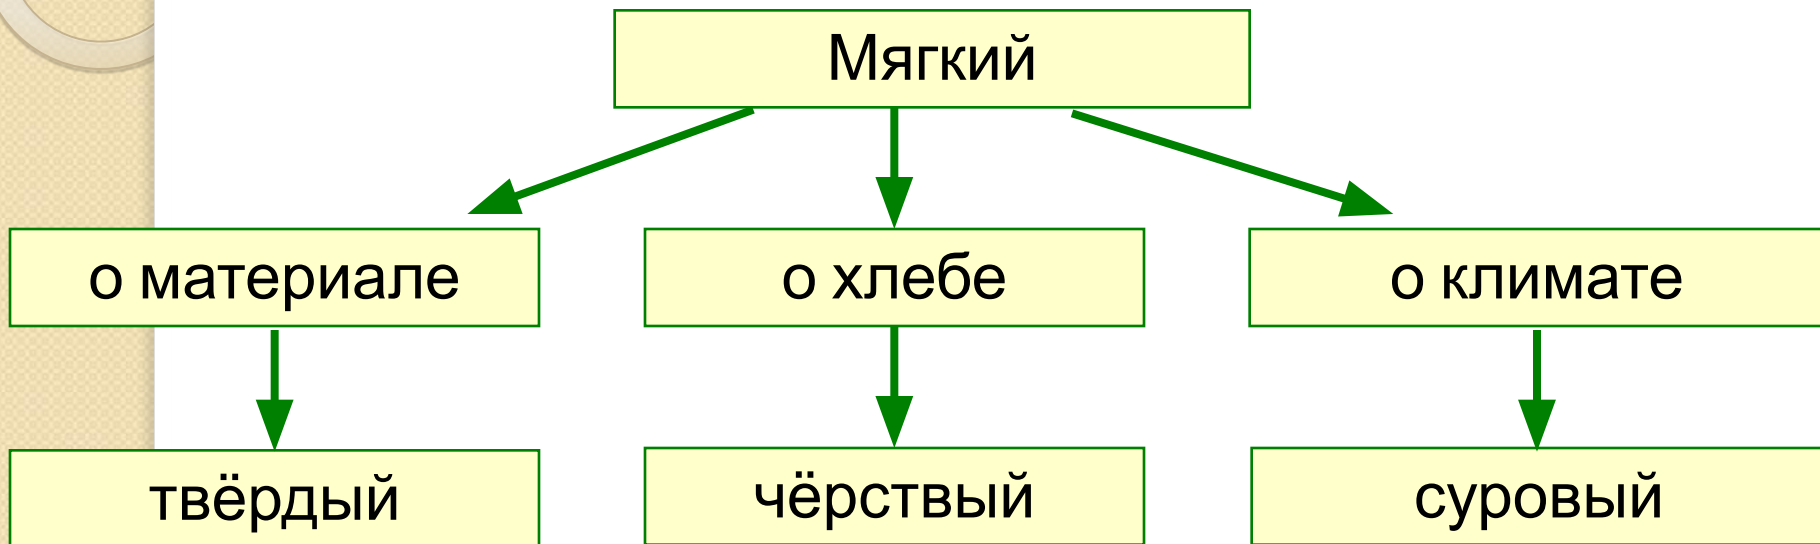 Мягкий
о материале
о хлебе
о климате
твёрдый
чёрствый
суровый